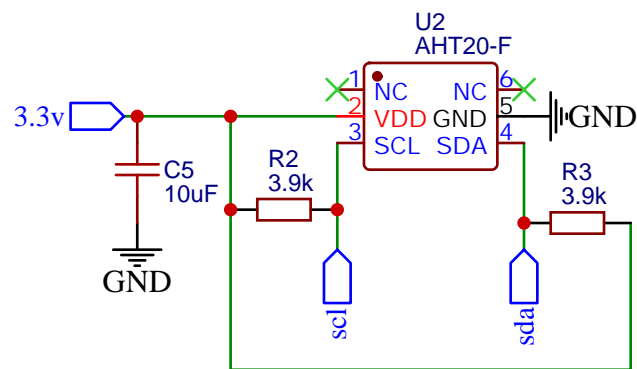 U2
AHT20-F
1 NC NC 6
3.3v 2 VDD GND 5 GND
3 SCL SDA 4
C5
10uF
R2
3.9k
R3
3.9k
GND
scl
sda